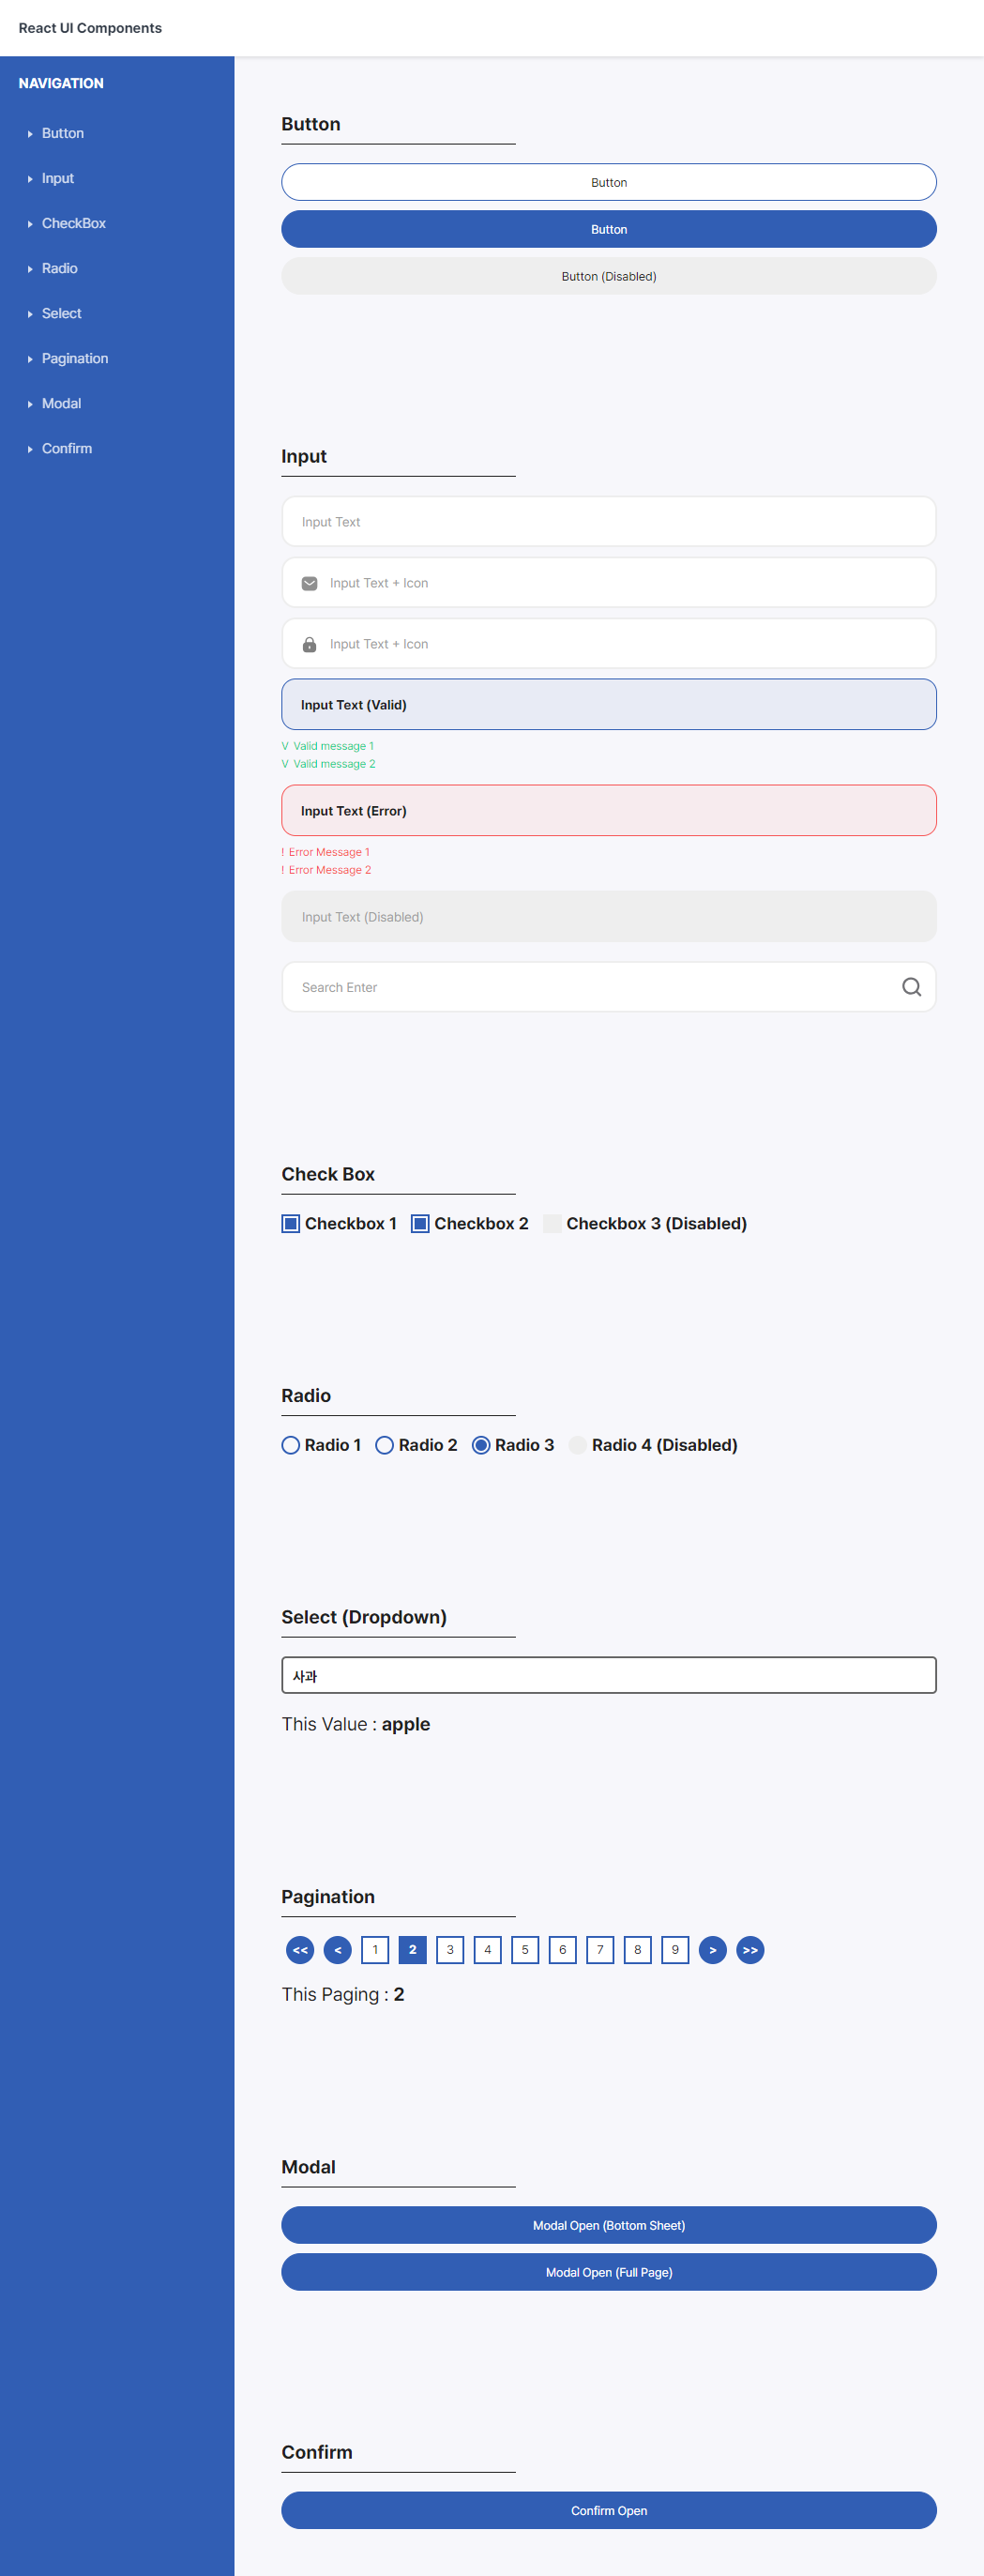 React UI Components
NAVIGATION
Button
Input
CheckBox
Radio
Select
Pagination
Modal
Confirm
Button
Button
Button
Button (Disabled)
Input
Input Text
Input Text + Icon
Input Text + Icon
Input Text (Valid)
V Valid message 1
V Valid message 2
Input Text (Error)
! Error Message 1
! Error Message 2
Input Text (Disabled)
Search Enter
Check Box
Checkbox 1 Checkbox 2 Checkbox 3 (Disabled)
Radio
Radio 1 Radio 2 Radio 3 Radio 4 (Disabled)
Select (Dropdown)
사과
This Value : apple
Pagination
<< < 1 2 3 4 5 6 7 8 9 > >>
This Paging : 2
Modal
Modal Open (Bottom Sheet)
Modal Open (Full Page)
Confirm
Confirm Open